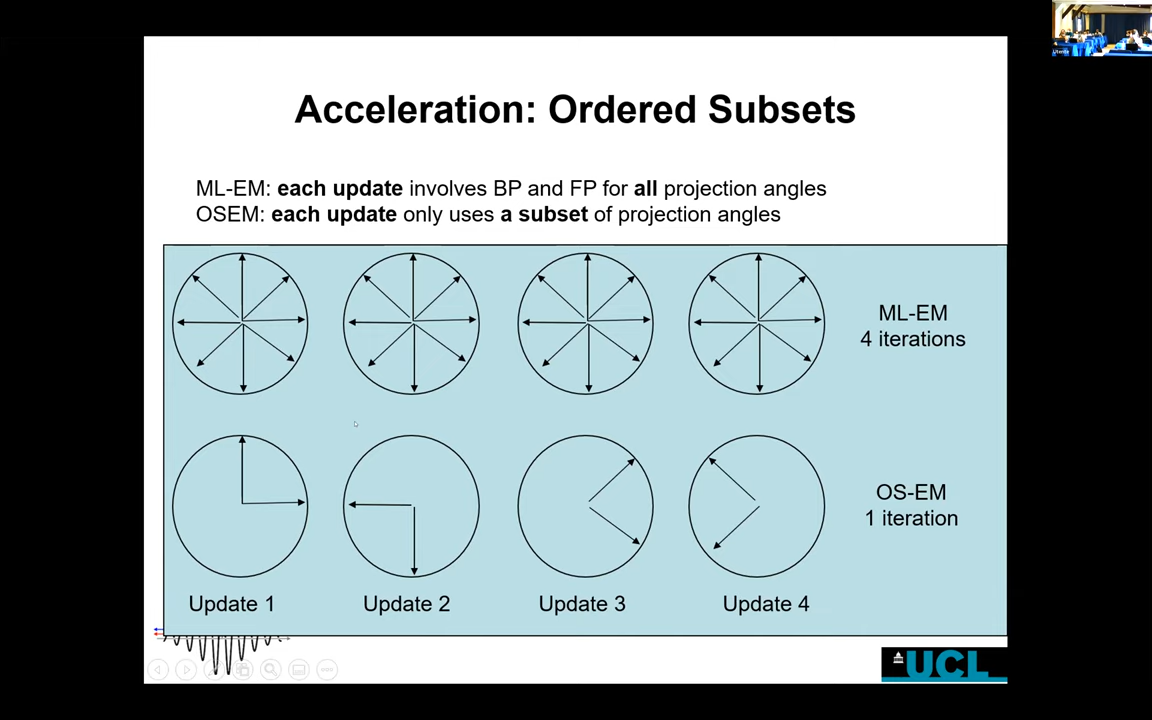 Acceleration: Ordered Subsets
ML-EM: each update involves BP and FP for all projection angles
OSEM: each update only uses a subset of projection angles
ML-EM
4 iterations
OS-EM
1 iteration
Update 1
Update 2
Update 3
Update 4
UCL